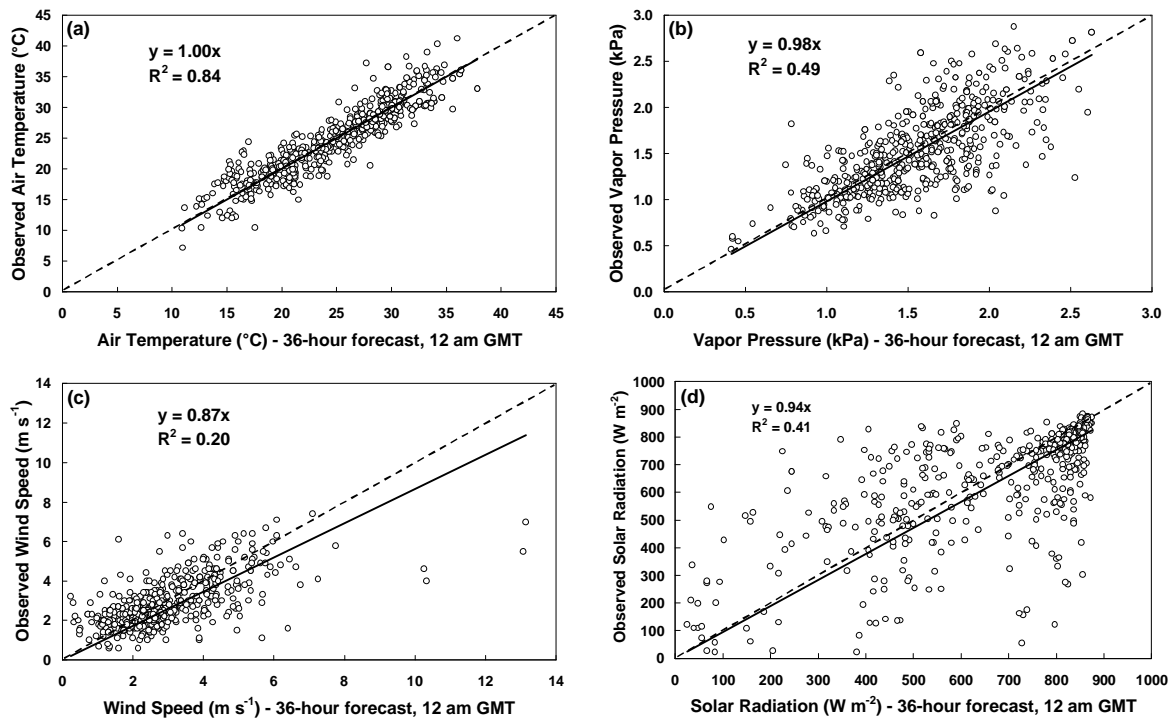 (a)
y = 1.00x
R² = 0.84
Observed Air Temperature (°C)
45
40
35
30
25
20
15
10
5
0
0 5 10 15 20 25 30 35 40 45
Air Temperature (°C) - 36-hour forecast, 12 am GMT
(b)
y = 0.98x
R² = 0.49
Observed Vapor Pressure (kPa)
3.0
2.5
2.0
1.5
1.0
0.5
0.0
0.0 0.5 1.0 1.5 2.0 2.5 3.0
Vapor Pressure (kPa) - 36-hour forecast, 12 am GMT
(c)
y = 0.87x
R² = 0.20
Observed Wind Speed (m s⁻¹)
14
12
10
8
6
4
2
0
0 2 4 6 8 10 12 14
Wind Speed (m s⁻¹) - 36-hour forecast, 12 am GMT
(d)
y = 0.94x
R² = 0.41
Observed Solar Radiation (W m⁻²)
1000
900
800
700
600
500
400
300
200
100
0
0 100 200 300 400 500 600 700 800 900 1000
Solar Radiation (W m⁻²) - 36-hour forecast, 12 am GMT